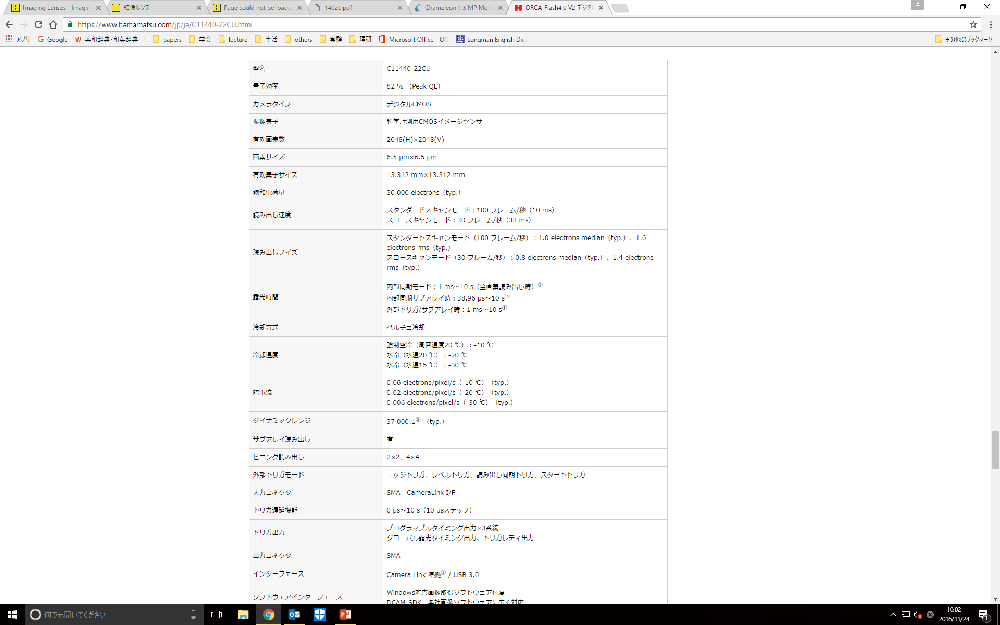 Imaging Lenses - Imagin
結像レンズ
Page could not be loade
14020.pdf
Chameleon 1.3 MP Mono
ORCA-Flash4.0 V2 デジタル
https://www.hamamatsu.com/jp/ja/C11440-22CU.html
アプリ
Google
英和辞典・和英辞典 -
papers
学会
lecture
生活
others
実験
理研
Microsoft Office - Off
Longman English Dict
その他のブックマーク
型名 C11440-22CU
量子効率 82 % （Peak QE）
カメラタイプ デジタルCMOS
撮像素子 科学計測用CMOSイメージセンサ
有効画素数 2048(H)×2048(V)
画素サイズ 6.5 μm×6.5 μm
有効素子サイズ 13.312 mm×13.312 mm
飽和電荷量 30 000 electrons（typ.）
読み出し速度
スタンダードスキャンモード：100 フレーム/秒（10 ms）
スロースキャンモード：30 フレーム/秒（33 ms）
読み出しノイズ
スタンダードスキャンモード（100 フレーム/秒）：1.0 electrons median（typ.）、1.6
electrons rms（typ.）
スロースキャンモード（30 フレーム/秒）：0.8 electrons median（typ.）、1.4 electrons
rms（typ.）
露光時間
内部同期モード：1 ms～10 s（全画素読み出し時）①
内部同期サブアレイ時：38.96 μs～10 s①
外部トリガ/サブアレイ時：1 ms～10 s①
冷却方式 ペルチェ冷却
冷却温度
強制空冷（周囲温度20 ℃）：-10 ℃
水冷（水温20 ℃）：-20 ℃
水冷（水温15 ℃）：-30 ℃
暗電流
0.06 electrons/pixel/s（-10 ℃）（typ.）
0.02 electrons/pixel/s（-20 ℃）（typ.）
0.006 electrons/pixel/s（-30 ℃）（typ.）
ダイナミックレンジ 37 000:1② （typ.）
サブアレイ読み出し 有
ビニング読み出し 2×2、4×4
外部トリガモード エッジトリガ、レベルトリガ、読み出し同期トリガ、スタートトリガ
入力コネクタ SMA、CameraLink I/F
トリガ遅延機能 0 μs～10 s（10 μsステップ）
トリガ出力
プログラマブルタイミング出力×3系統
グローバル露光タイミング出力、トリガレディ出力
出力コネクタ SMA
インターフェース Camera Link 準拠③ / USB 3.0
ソフトウェアインターフェース
Windows対応画像取得ソフトウェア付属
DCAM-SDK、各社画像ソフトウェアに広く対応
何でも聞いてください
10:02
2016/11/24
1